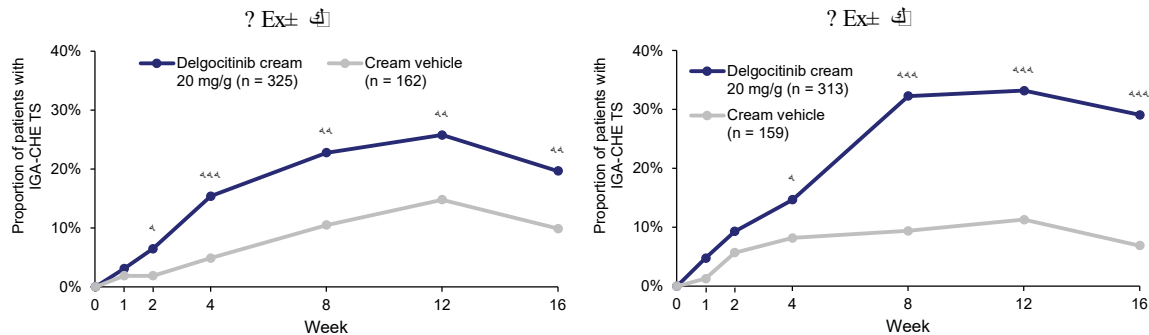 40%
30%
20%
10%
0%
Proportion of patients with
IGA-CHE TS
Delgocitinib cream
20 mg/g (n = 325)
Cream vehicle
(n = 162)
0 1 2 4 8 12 16
Week
40%
30%
20%
10%
0%
Proportion of patients with
IGA-CHE TS
Delgocitinib cream
20 mg/g (n = 313)
Cream vehicle
(n = 159)
0 1 2 4 8 12 16
Week